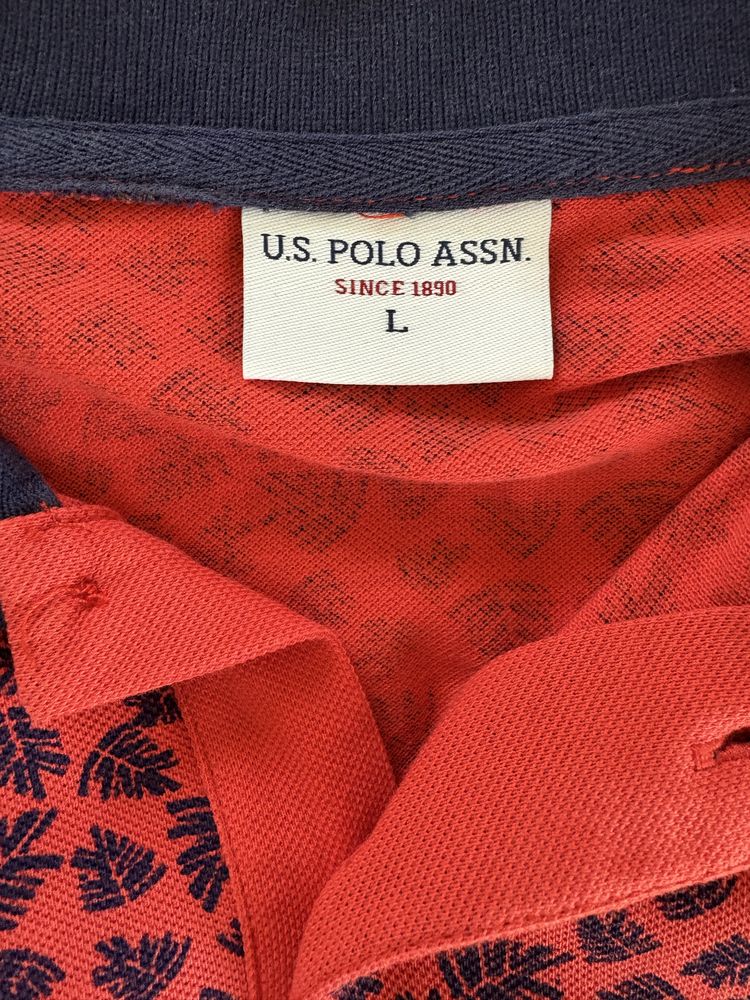 U.S. POLO ASSN.
SINCE 1890
L